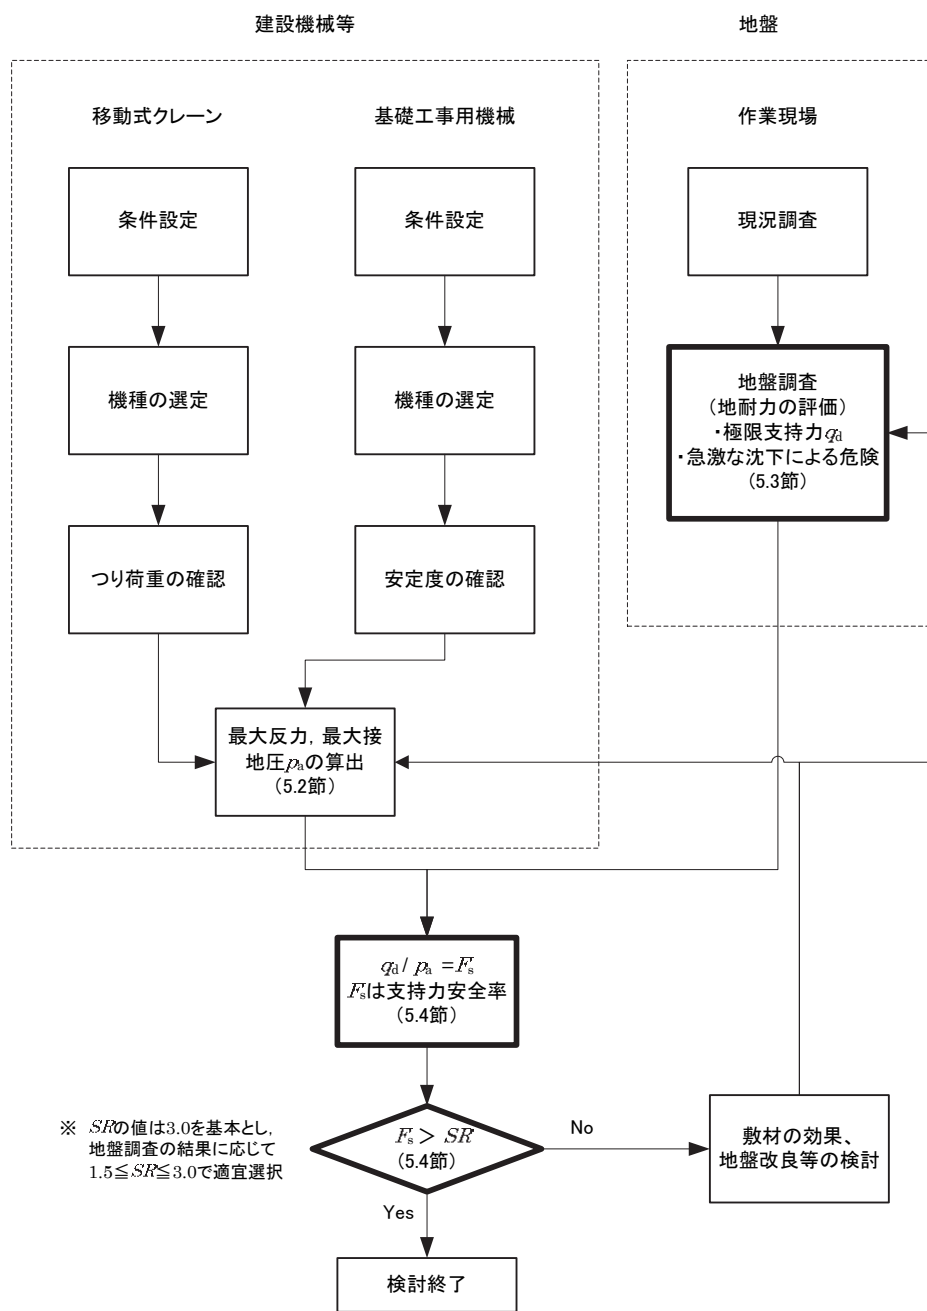 建設機械等
地盤
移動式クレーン
基礎工事用機械
作業現場
条件設定
条件設定
現況調査
機種の選定
機種の選定
地盤調査
（地耐力の評価）
・極限支持力qd
・急激な沈下による危険
（5.3節）
つり荷重の確認
安定度の確認
最大反力，最大接
地圧paの算出
（5.2節）
qd / pa =Fs
Fsは支持力安全率
（5.4節）
※ SRの値は3.0を基本とし，
地盤調査の結果に応じて
1.5≦SR≦3.0で適宜選択
Fs > SR
（5.4節）
No
敷材の効果、
地盤改良等の検討
Yes
検討終了